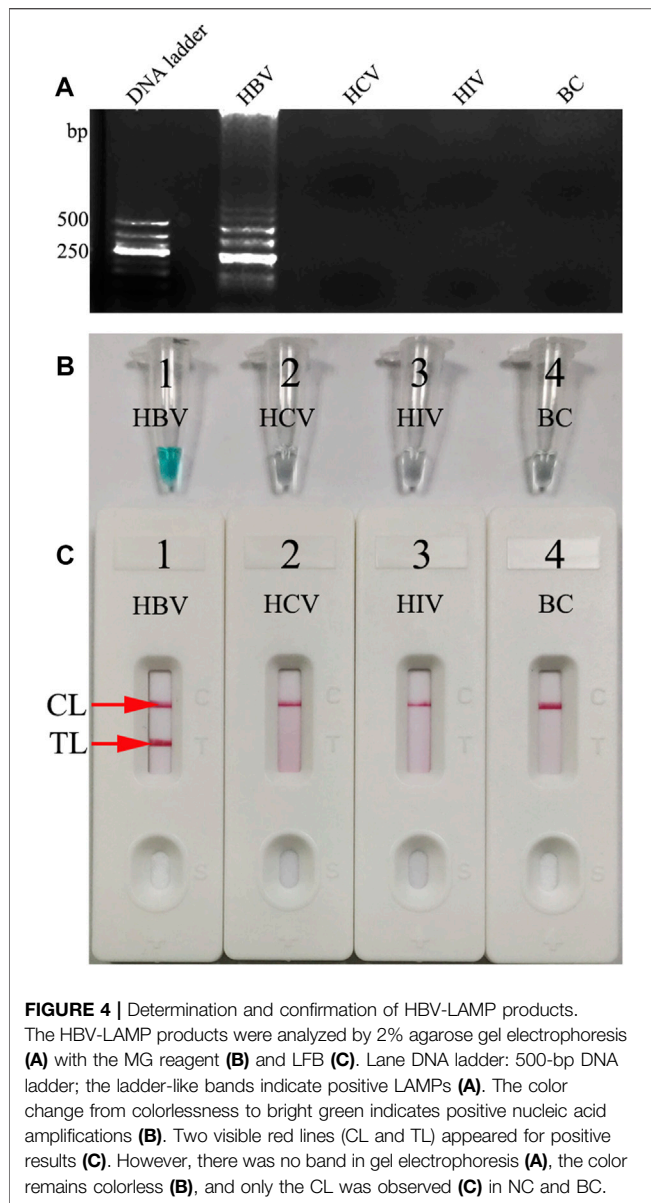 A
DNA ladder HBV HCV HIV BC
bp
500
250
B
1 2 3 4
HBV HCV HIV BC
C
1 2 3 4
HBV HCV HIV BC
CL C C C C
TL T T T T
S S S S
FIGURE 4 | Determination and confirmation of HBV-LAMP products.
The HBV-LAMP products were analyzed by 2% agarose gel electrophoresis
(A) with the MG reagent (B) and LFB (C). Lane DNA ladder: 500-bp DNA
ladder; the ladder-like bands indicate positive LAMPs (A). The color
change from colorlessness to bright green indicates positive nucleic acid
amplifications (B). Two visible red lines (CL and TL) appeared for positive
results (C). However, there was no band in gel electrophoresis (A), the color
remains colorless (B), and only the CL was observed (C) in NC and BC.